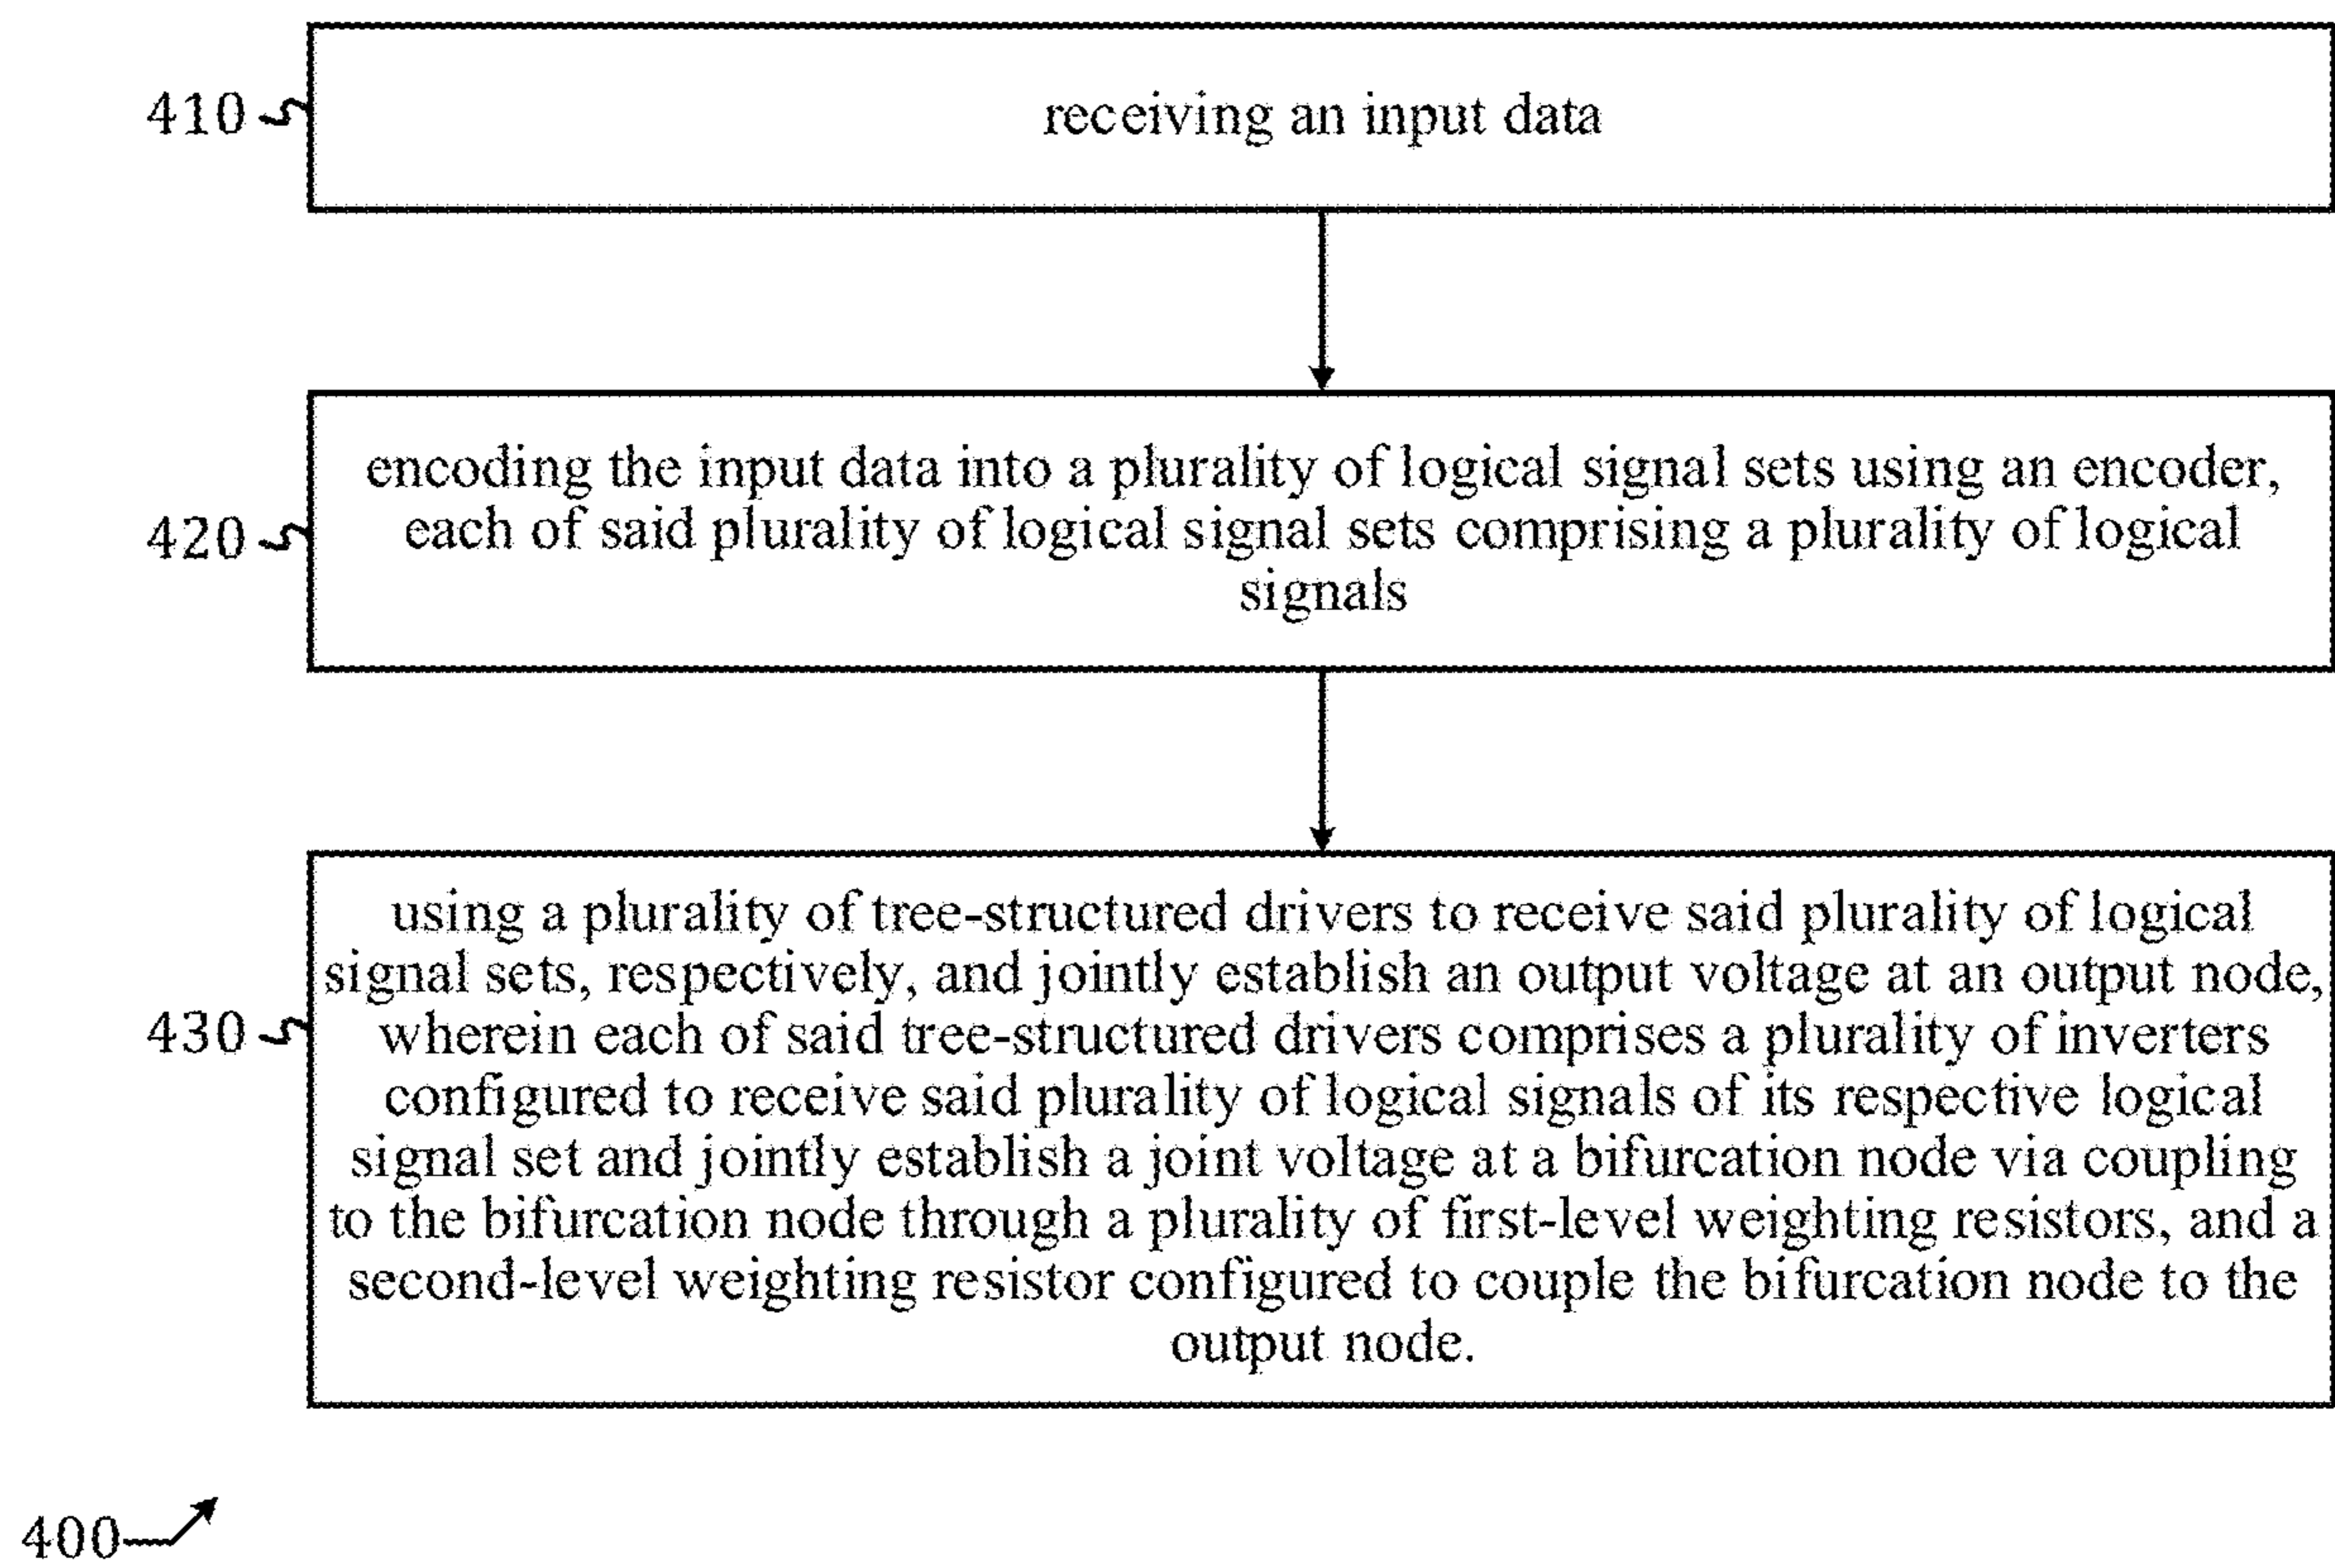 410
receiving an input data
420
encoding the input data into a plurality of logical signal sets using an encoder,
each of said plurality of logical signal sets comprising a plurality of logical
signals
430
using a plurality of tree-structured drivers to receive said plurality of logical
signal sets, respectively, and jointly establish an output voltage at an output node,
wherein each of said tree-structured drivers comprises a plurality of inverters
configured to receive said plurality of logical signals of its respective logical
signal set and jointly establish a joint voltage at a bifurcation node via coupling
to the bifurcation node through a plurality of first-level weighting resistors, and a
second-level weighting resistor configured to couple the bifurcation node to the
output node.
400